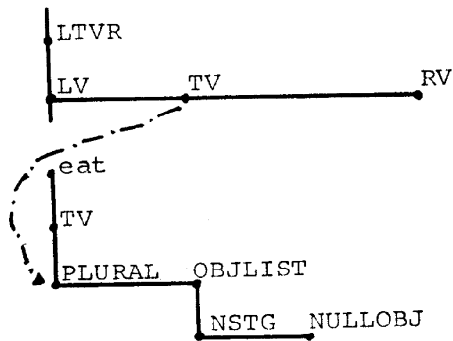 LTVR
LV TV RV
eat
TV
PLURAL OBJLIST
NSTG NULLOBJ